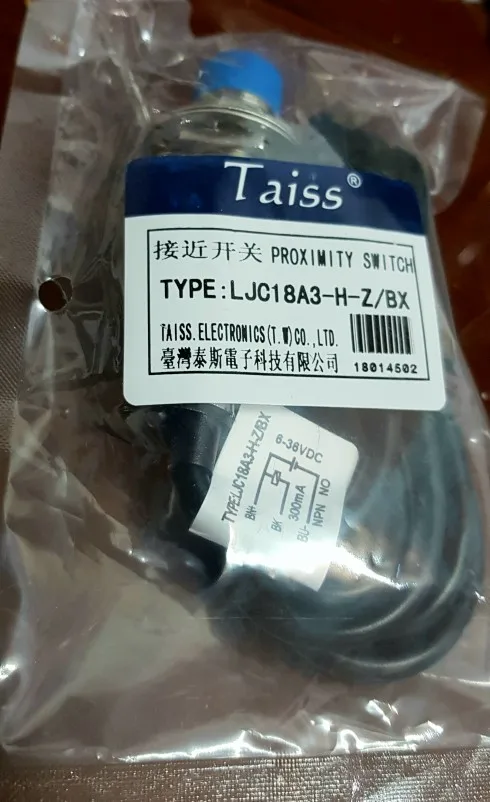 Taiss®
接近开关 PROXIMITY SWITCH
TYPE:LJC18A3-H-Z/BX
TAISS.ELECTRONICS(T.W)CO.,LTD.
臺灣泰斯電子科技有限公司
18014502
TYPE:LJC18A3-H-Z/BX
6-36VDC
BN+
BK 300mA
BU- NPN NO